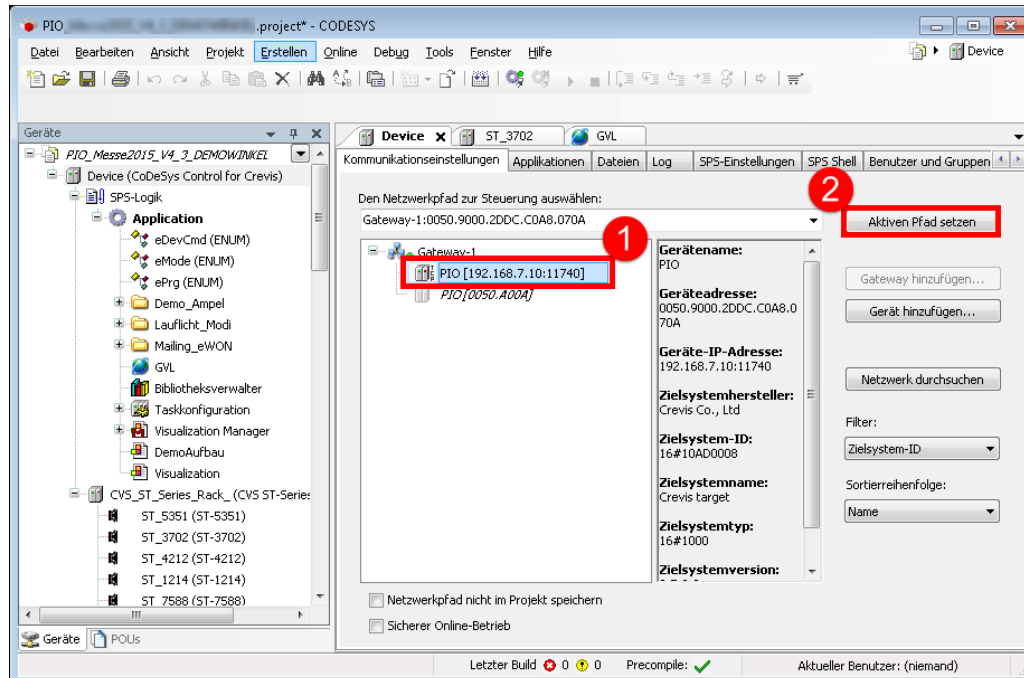 PIO .project* - CODESYS
Datei Bearbeiten Ansicht Projekt Erstellen Online Debug Tools Fenster Hilfe
Device
Geräte
PIO_Messe2015_V4_3_DEMOWINKEL
Device (CoDeSys Control for Crevis)
SPS-Logik
Application
eDevCmd (ENUM)
eMode (ENUM)
ePrg (ENUM)
Demo_Ampel
Lauflicht_Modi
Mailing_eWON
GVL
Bibliotheksverwalter
Taskkonfiguration
Visualization Manager
DemoAufbau
Visualization
CVS_ST_Series_Rack_ (CVS ST-Series
ST_5351 (ST-5351)
ST_3702 (ST-3702)
ST_4212 (ST-4212)
ST_1214 (ST-1214)
ST_7588 (ST-7588)
Geräte POUs
Device ST_3702 GVL
Kommunikationseinstellungen Applikationen Dateien Log SPS-Einstellungen SPS Shell Benutzer und Gruppen
Den Netzwerkpfad zur Steuerung auswählen:
Gateway-1:0050.9000.2DDC.C0A8.070A
2
Aktiven Pfad setzen
1
Gateway-1
PIO [192.168.7.10:11740]
PIO [0050.A00A]
Gerätename:
PIO
Geräteadresse:
0050.9000.2DDC.C0A8.0
70A
Geräte-IP-Adresse:
192.168.7.10:11740
Zielsystemhersteller:
Crevis Co., Ltd
Zielsystem-ID:
16#10AD0008
Zielsystemname:
Crevis target
Zielsystemtyp:
16#1000
Zielsystemversion:
Gateway hinzufügen...
Gerät hinzufügen...
Netzwerk durchsuchen
Filter:
Zielsystem-ID
Sortierreihenfolge:
Name
Netzwerkpfad nicht im Projekt speichern
Sicherer Online-Betrieb
Letzter Build 0 0 Precompile: Aktueller Benutzer: (niemand)